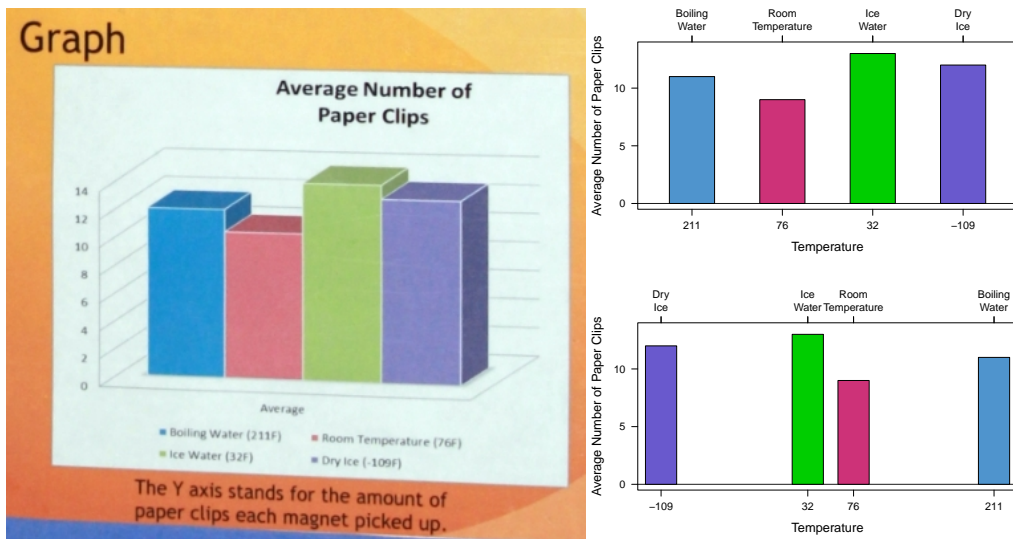 Graph
Average Number of
Paper Clips
14
12
10
8
6
4
2
0
Average
Boiling Water (211F)
Room Temperature (76F)
Ice Water (32F)
Dry Ice (-109F)
The Y axis stands for the amount of
paper clips each magnet picked up.
Boiling
Water
Room
Temperature
Ice
Water
Dry
Ice
Average Number of Paper Clips
10
5
0
211
76
32
−109
Temperature
Dry
Ice
Ice
Water
Room
Temperature
Boiling
Water
Average Number of Paper Clips
10
5
0
−109
32
76
211
Temperature